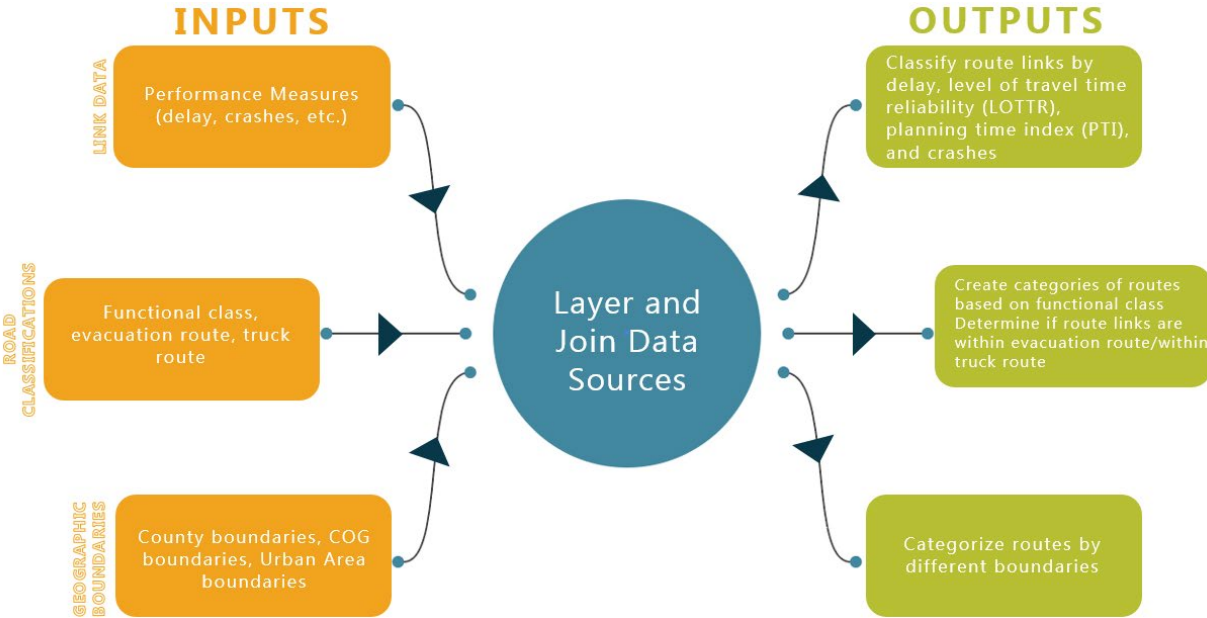 INPUTS
LINK DATA
Performance Measures
(delay, crashes, etc.)
ROAD
CLASSIFICATIONS
Functional class,
evacuation route, truck
route
GEOGRAPHIC
BOUNDARIES
County boundaries, COG
boundaries, Urban Area
boundaries
Layer and
Join Data
Sources
OUTPUTS
Classify route links by
delay, level of travel time
reliability (LOTTR),
planning time index (PTI),
and crashes
Create categories of routes
based on functional class
Determine if route links are
within evacuation route/within
truck route
Categorize routes by
different boundaries